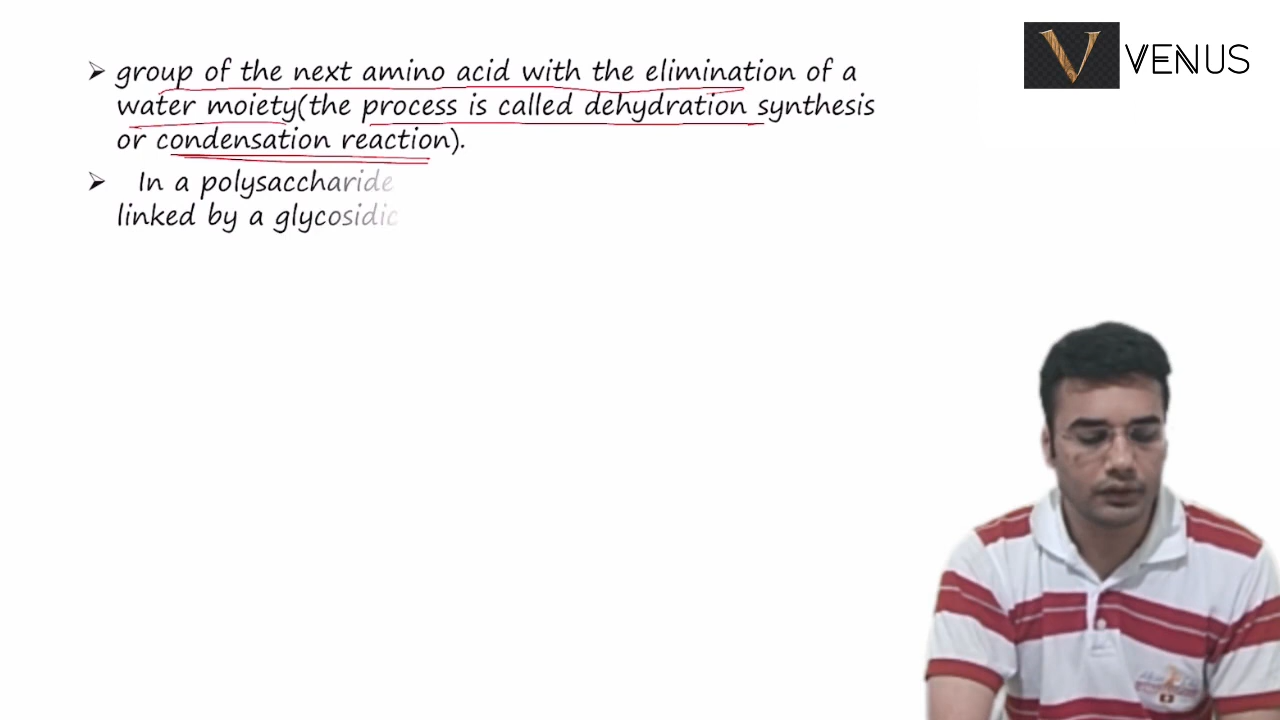 VENUS
➢ group of the next amino acid with the elimination of a
water moiety(the process is called dehydration synthesis
or condensation reaction).
➢ In a polysaccharide
linked by a glycosidic